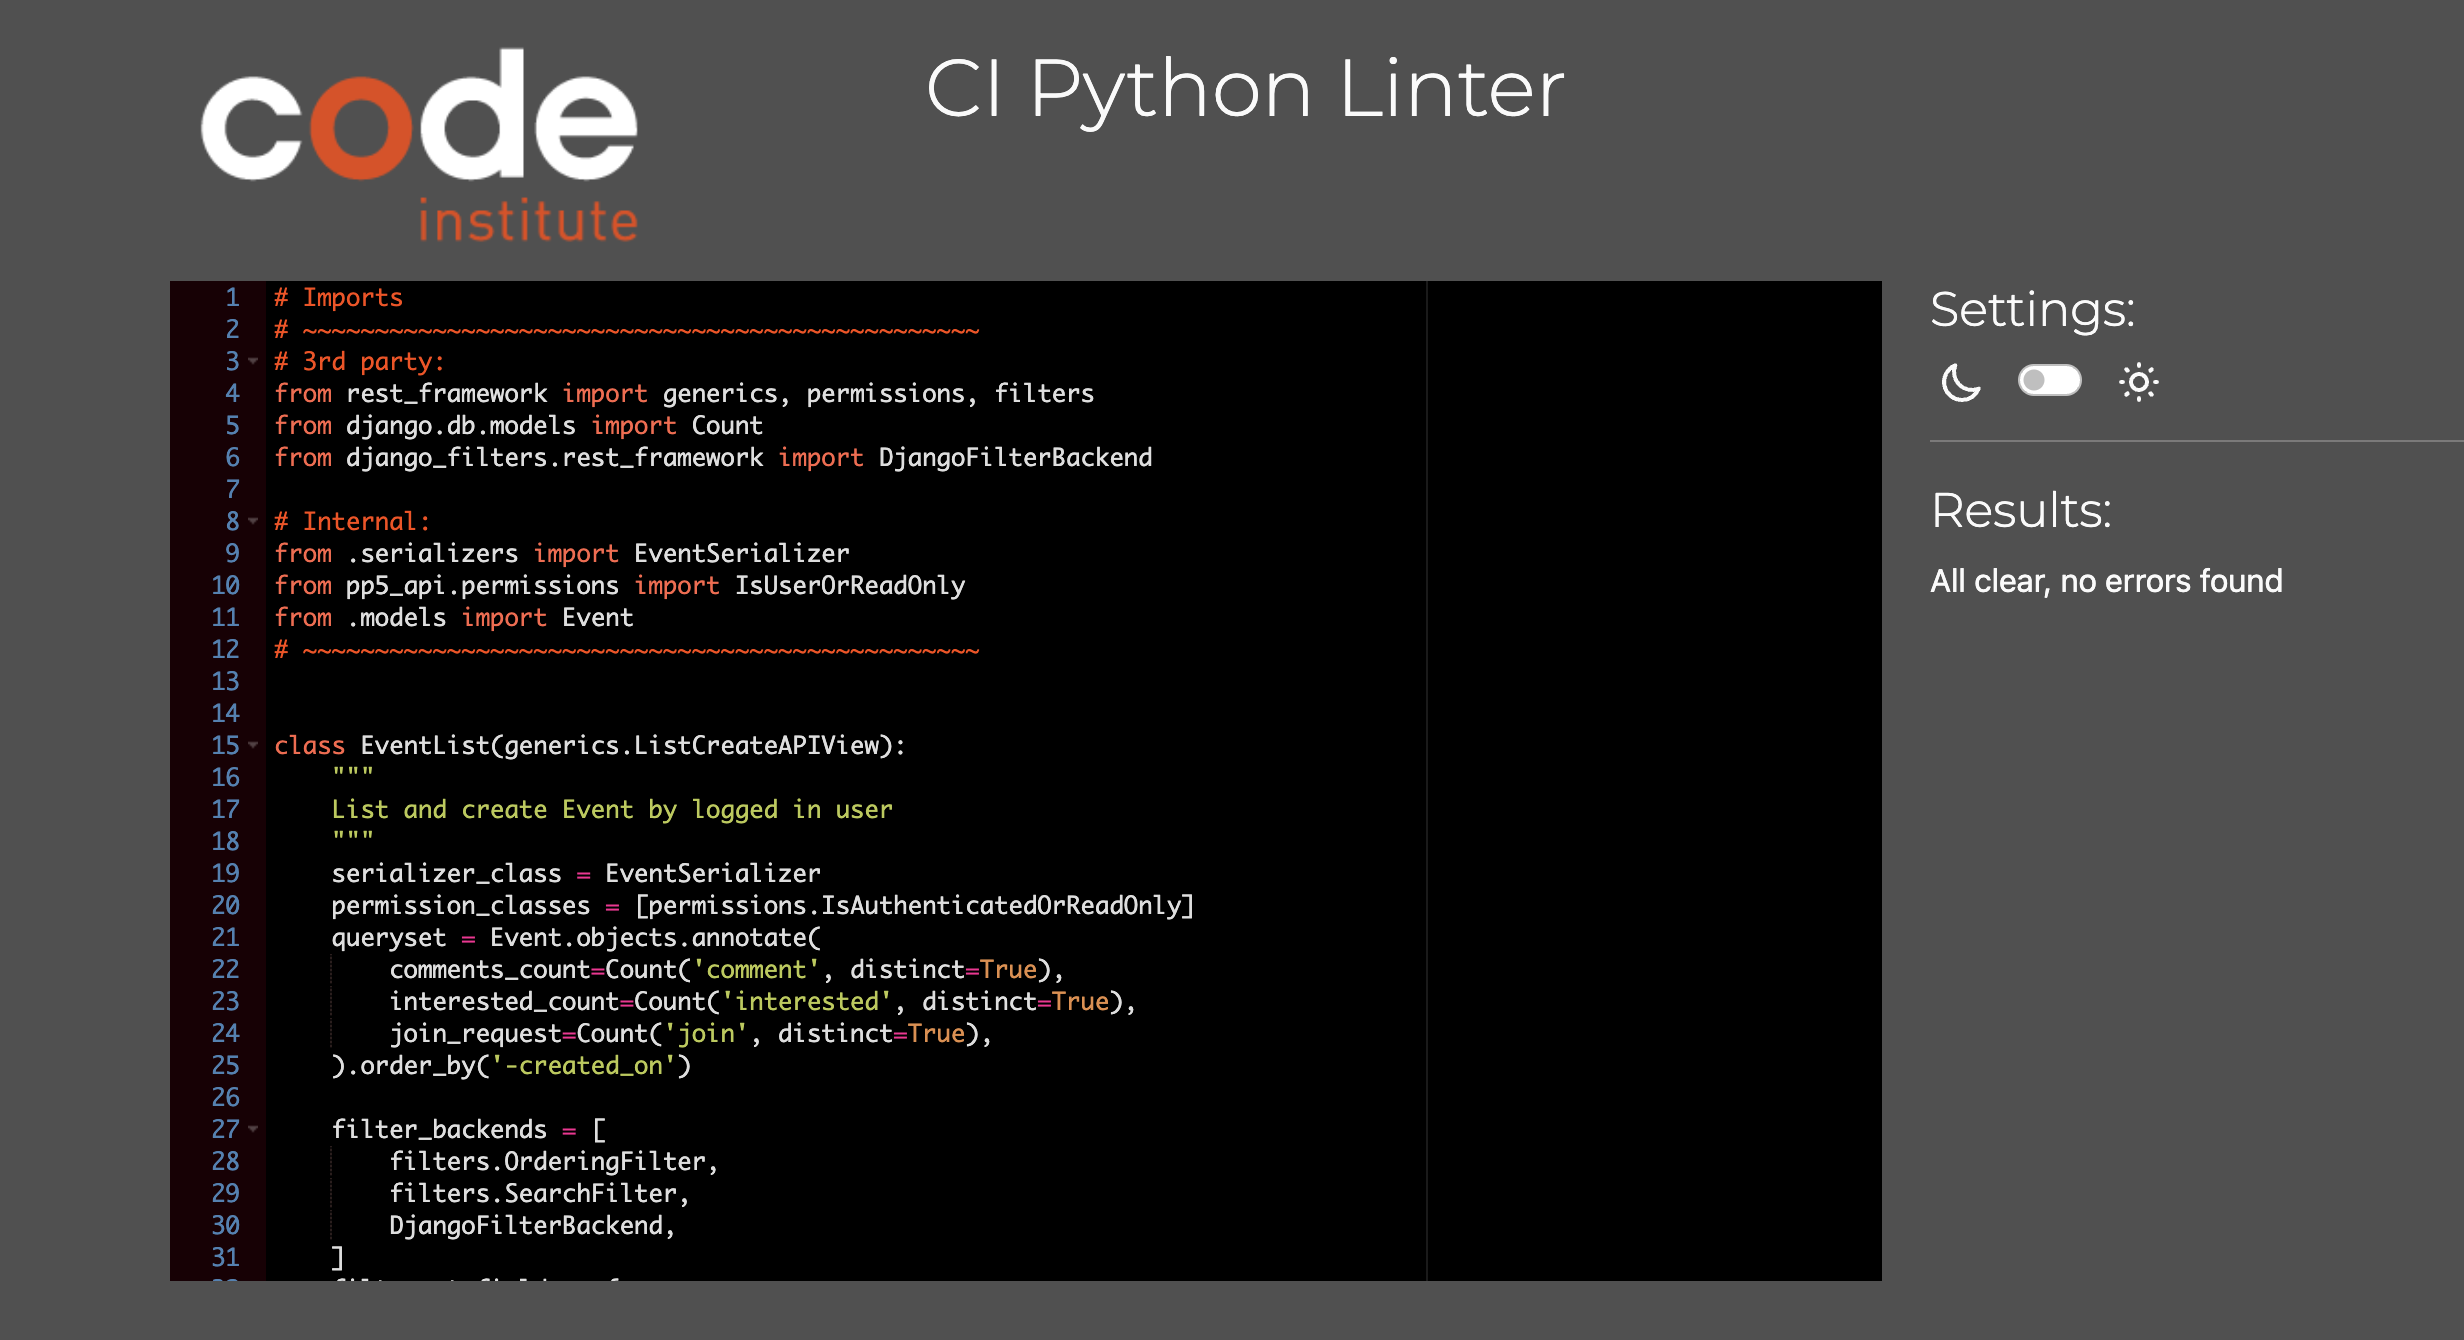 code
institute
CI Python Linter
1 # Imports
2 # ~~~~~~~~~~~~~~~~~~~~~~~~~~~~~~~~~~~~~~~~~~~~~~~
3 # 3rd party:
4 from rest_framework import generics, permissions, filters
5 from django.db.models import Count
6 from django_filters.rest_framework import DjangoFilterBackend
7
8 # Internal:
9 from .serializers import EventSerializer
10 from pp5_api.permissions import IsUserOrReadOnly
11 from .models import Event
12 # ~~~~~~~~~~~~~~~~~~~~~~~~~~~~~~~~~~~~~~~~~~~~~~~
13
14
15 class EventList(generics.ListCreateAPIView):
16     """
17     List and create Event by logged in user
18     """
19     serializer_class = EventSerializer
20     permission_classes = [permissions.IsAuthenticatedOrReadOnly]
21     queryset = Event.objects.annotate(
22         comments_count=Count('comment', distinct=True),
23         interested_count=Count('interested', distinct=True),
24         join_request=Count('join', distinct=True),
25     ).order_by('-created_on')
26
27     filter_backends = [
28         filters.OrderingFilter,
29         filters.SearchFilter,
30         DjangoFilterBackend,
31     ]
Settings:
Results:
All clear, no errors found